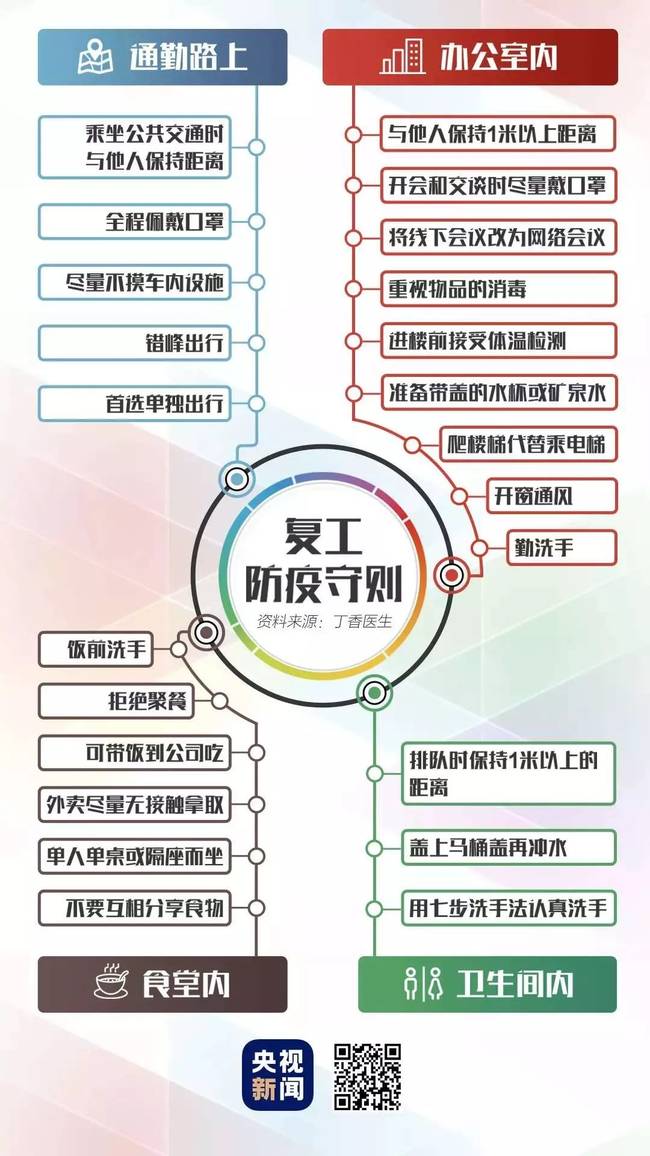 通勤路上
乘坐公共交通时
与他人保持距离
全程佩戴口罩
尽量不摸车内设施
错峰出行
首选单独出行
办公室内
与他人保持1米以上距离
开会和交谈时尽量戴口罩
将线下会议改为网络会议
重视物品的消毒
进楼前接受体温检测
准备带盖的水杯或矿泉水
爬楼梯代替乘电梯
开窗通风
勤洗手
复工
防疫守则
资料来源：丁香医生
饭前洗手
拒绝聚餐
可带饭到公司吃
外卖尽量无接触拿取
单人单桌或隔座而坐
不要互相分享食物
食堂内
排队时保持1米以上的
距离
盖上马桶盖再冲水
用七步洗手法认真洗手
卫生间内
央视
新闻